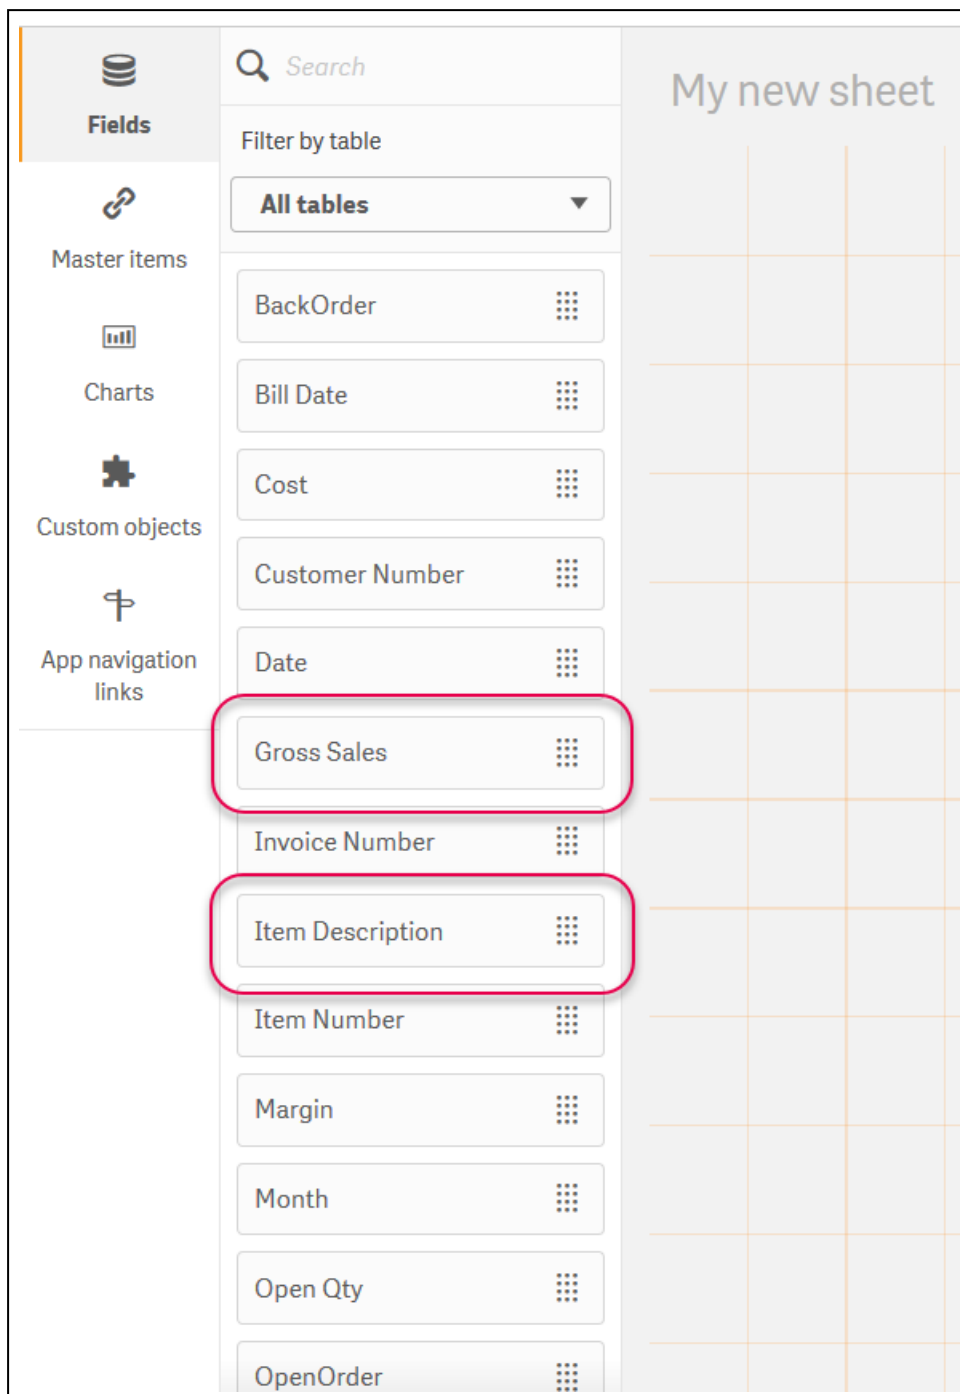 Fields
Master items
Charts
Custom objects
App navigation
links
Search
Filter by table
All tables
BackOrder
Bill Date
Cost
Customer Number
Date
Gross Sales
Invoice Number
Item Description
Item Number
Margin
Month
Open Qty
OpenOrder
My new sheet